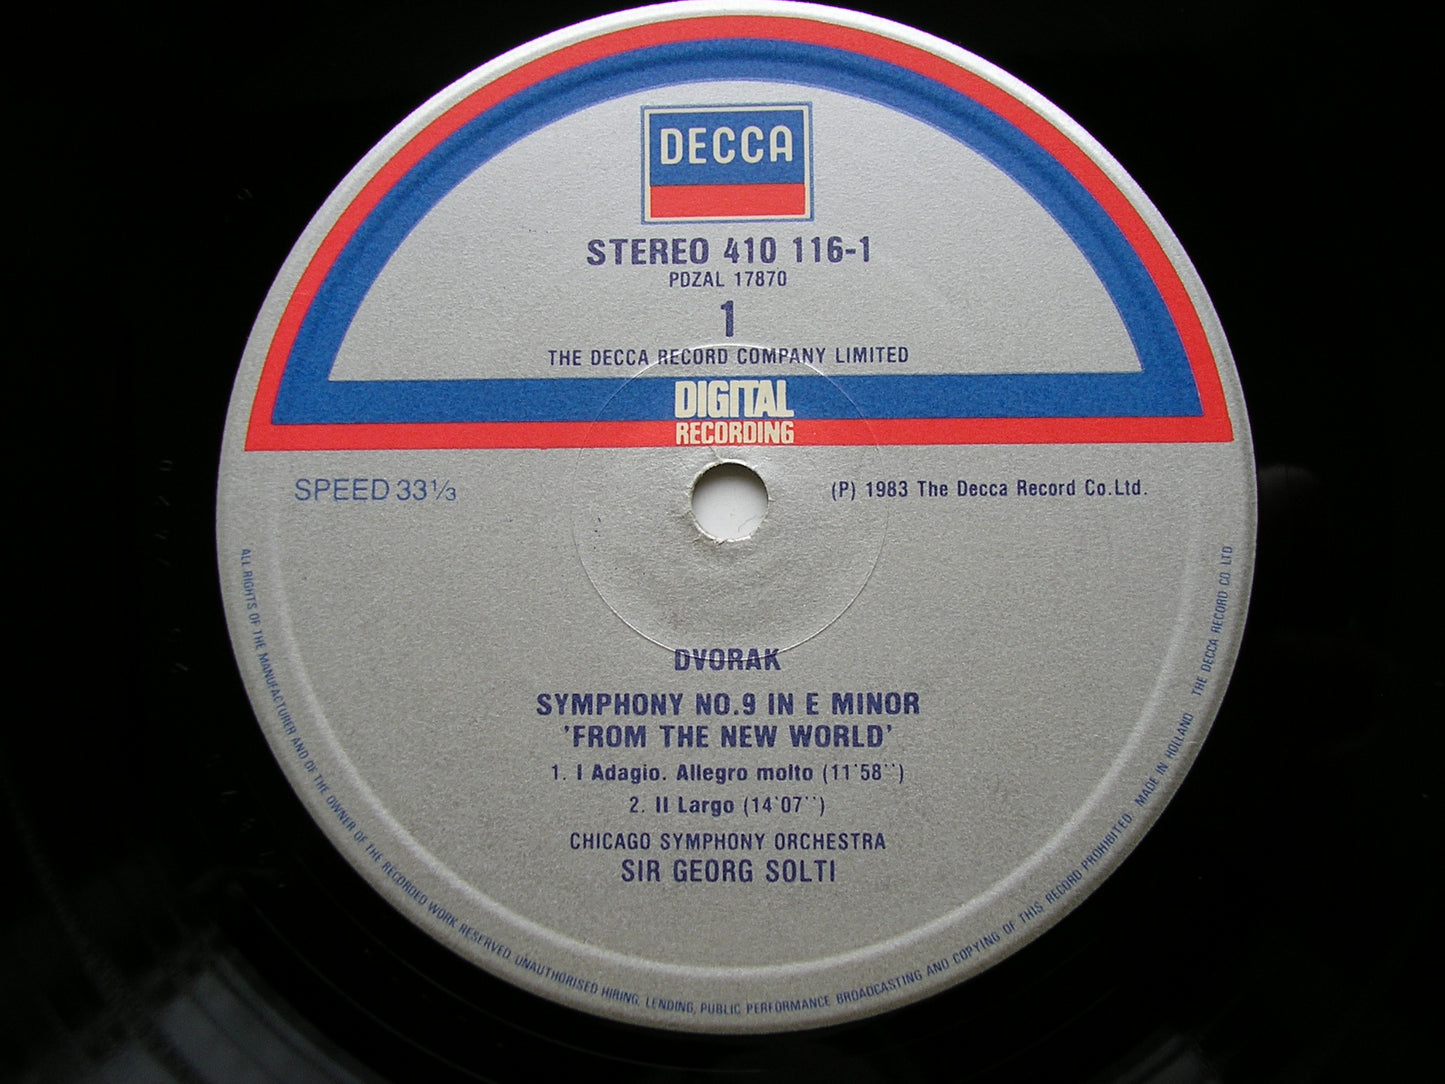 DECCA
STEREO 410 116-1
PDZAL 17870
1
THE DECCA RECORD COMPANY LIMITED
DIGITAL
RECORDING
SPEED 33⅓
(P) 1983 The Decca Record Co.Ltd.
DVORAK
SYMPHONY NO.9 IN E MINOR
'FROM THE NEW WORLD'
1. I Adagio. Allegro molto (11'58'')
2. II Largo (14'07'')
CHICAGO SYMPHONY ORCHESTRA
SIR GEORG SOLTI
ALL RIGHTS OF THE MANUFACTURER AND OF THE OWNER OF THE RECORDED WORK RESERVED. UNAUTHORISED HIRING, LENDING, PUBLIC PERFORMANCE BROADCASTING AND COPYING OF THIS RECORD PROHIBITED MADE IN HOLLAND THE DECCA RECORD CO LTD